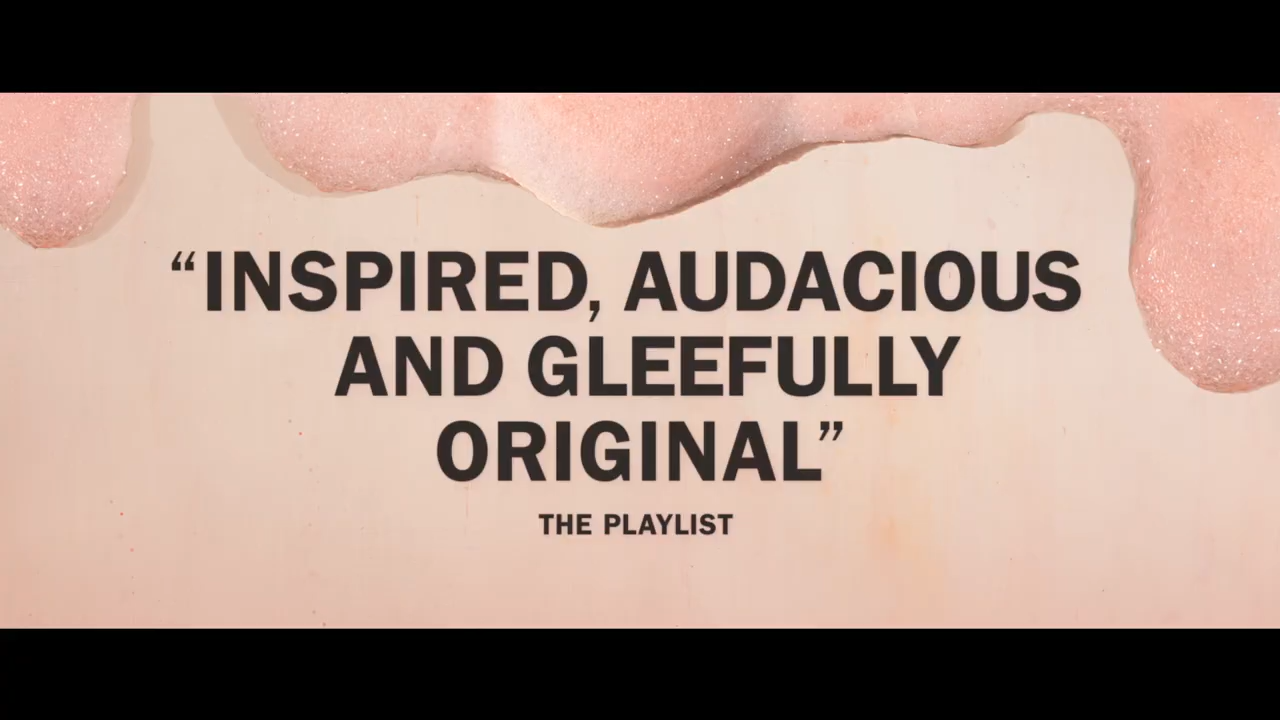 “INSPIRED, AUDACIOUS
AND GLEEFULLY
ORIGINAL”
THE PLAYLIST